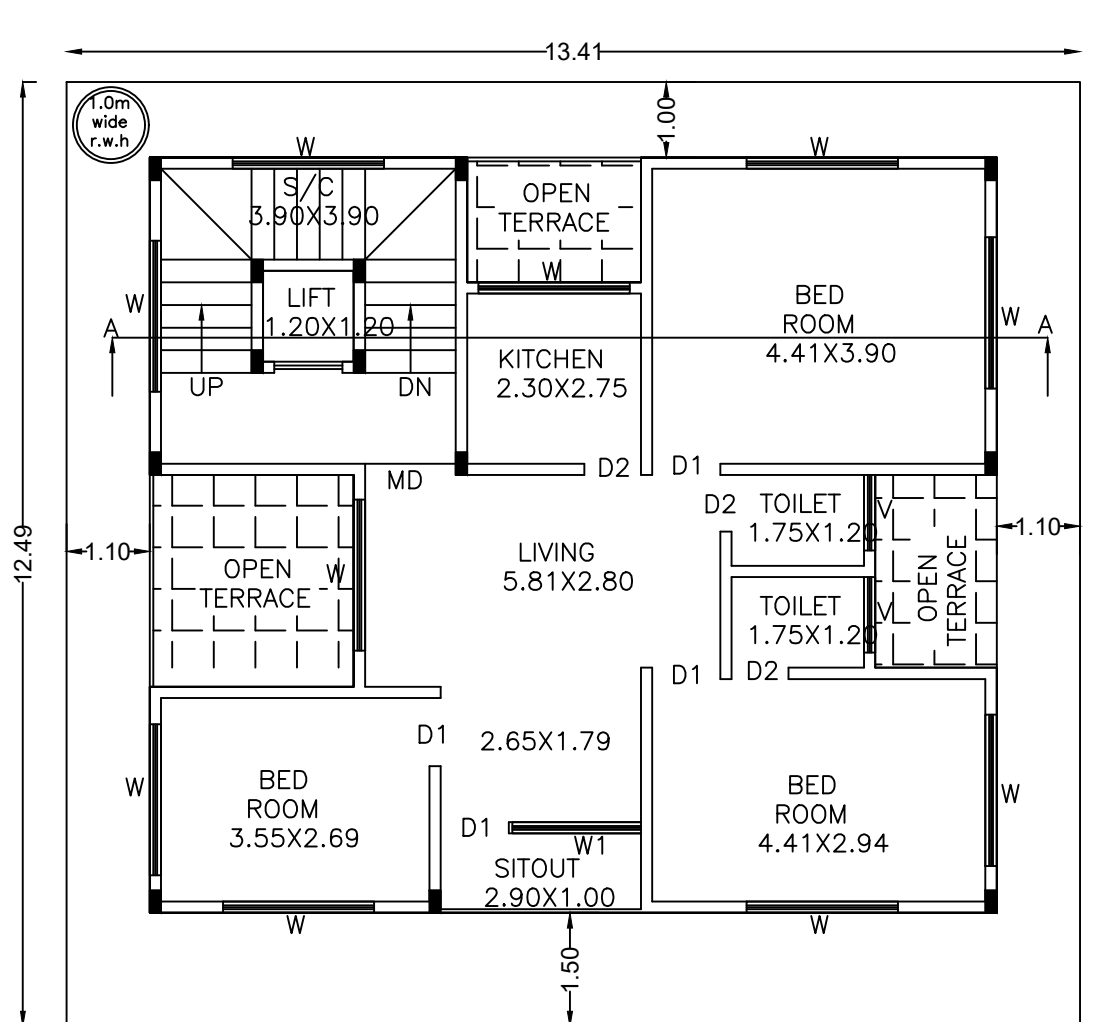 13.41
1.0m
wide
r.w.h
1.00
W
W
S/C
3.90X3.90
OPEN
TERRACE
W
W
LIFT
1.20X1.20
BED
ROOM
4.41X3.90
W
A
A
KITCHEN
2.30X2.75
UP
DN
MD
D2
D1
D2
TOILET
1.75X1.20
V
12.49
1.10
OPEN
TERRACE
W
LIVING
5.81X2.80
OPEN
TERRACE
1.10
TOILET
1.75X1.20
V
D1
D2
D1
2.65X1.79
W
BED
ROOM
3.55X2.69
BED
ROOM
4.41X2.94
W
D1
W1
SITOUT
2.90X1.00
W
W
1.50